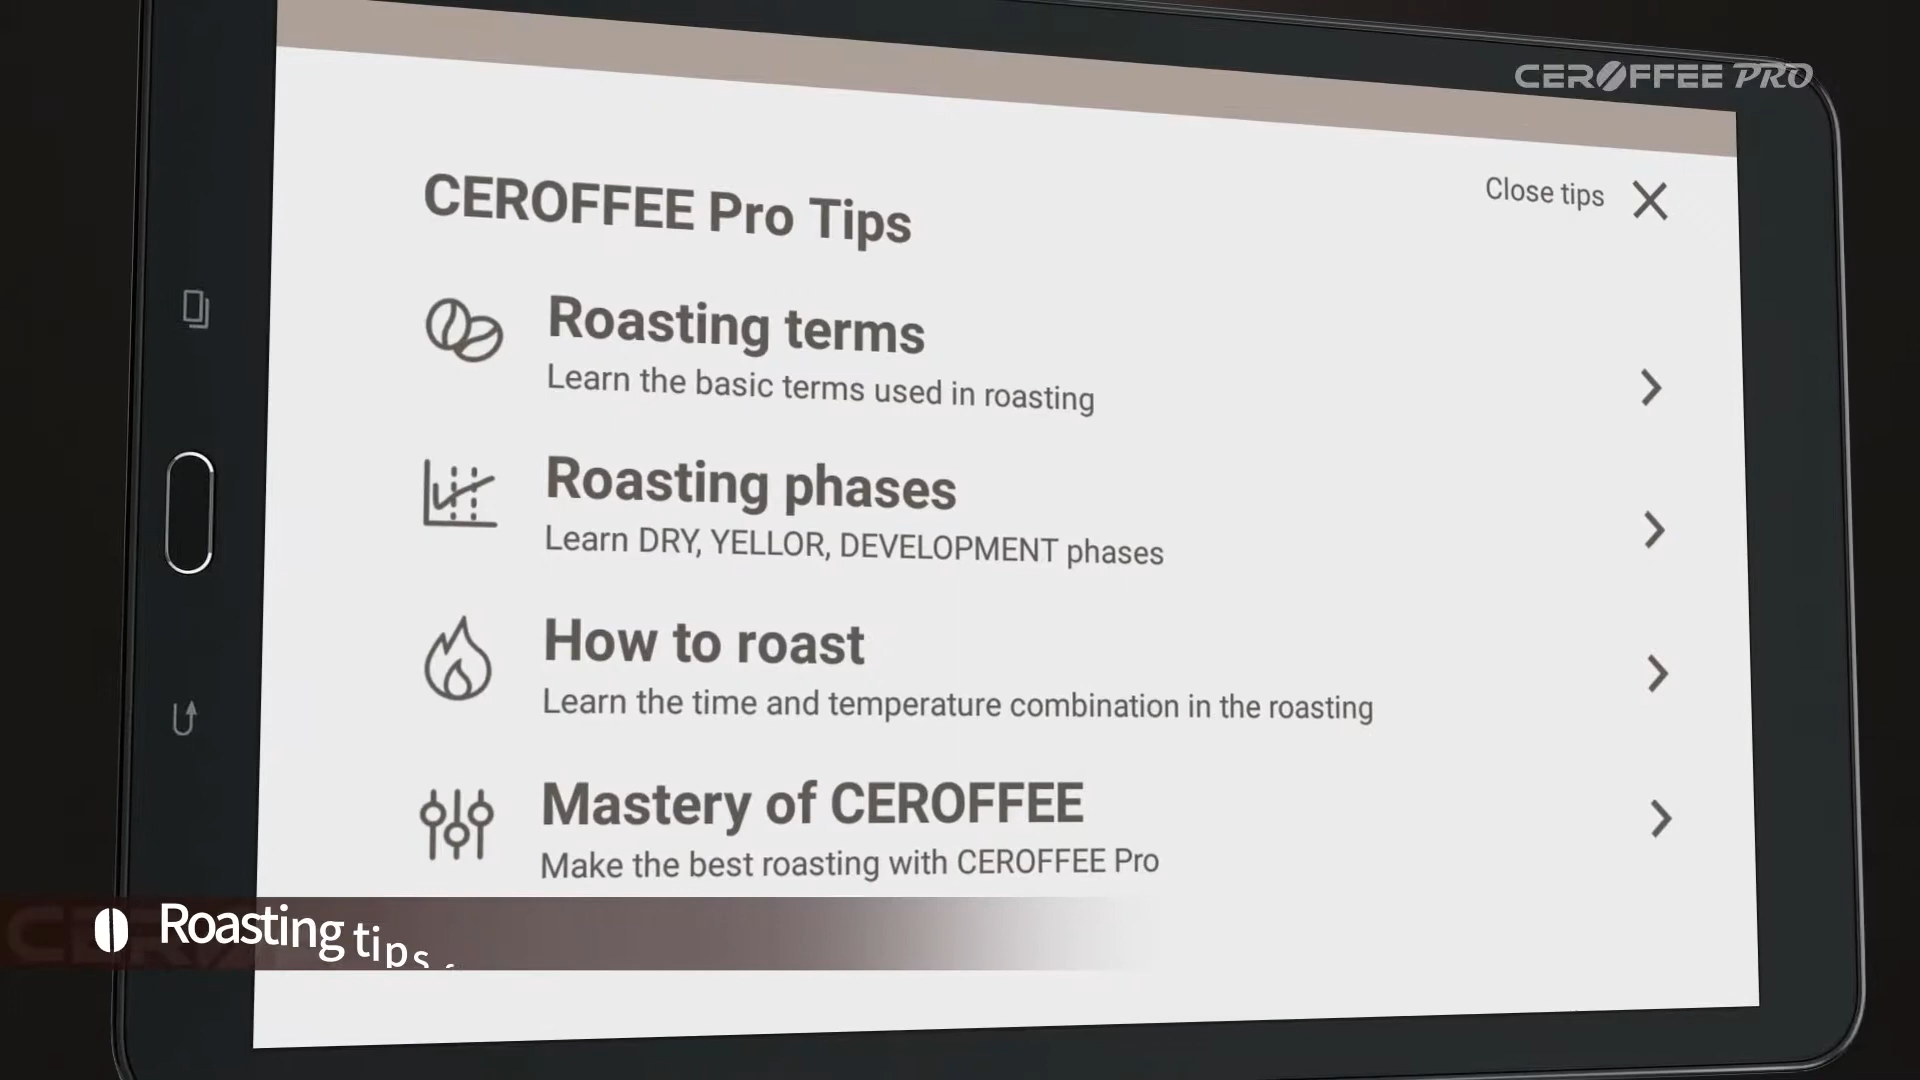 CEROFFEE PRO
CEROFFEE Pro Tips
Close tips
Roasting terms
Learn the basic terms used in roasting
Roasting phases
Learn DRY, YELLOR, DEVELOPMENT phases
How to roast
Learn the time and temperature combination in the roasting
Mastery of CEROFFEE
Make the best roasting with CEROFFEE Pro
Roasting tips